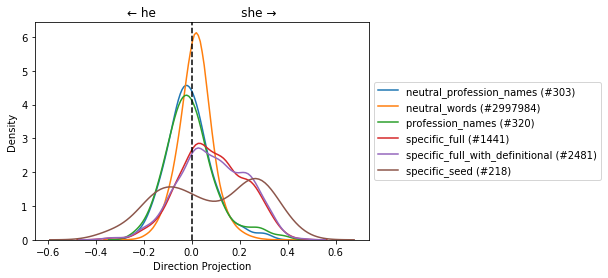 ← he she →
Density
6
5
4
3
2
1
0
−0.6 −0.4 −0.2 0.0 0.2 0.4 0.6
Direction Projection
neutral_profession_names (#303)
neutral_words (#2997984)
profession_names (#320)
specific_full (#1441)
specific_full_with_definitional (#2481)
specific_seed (#218)